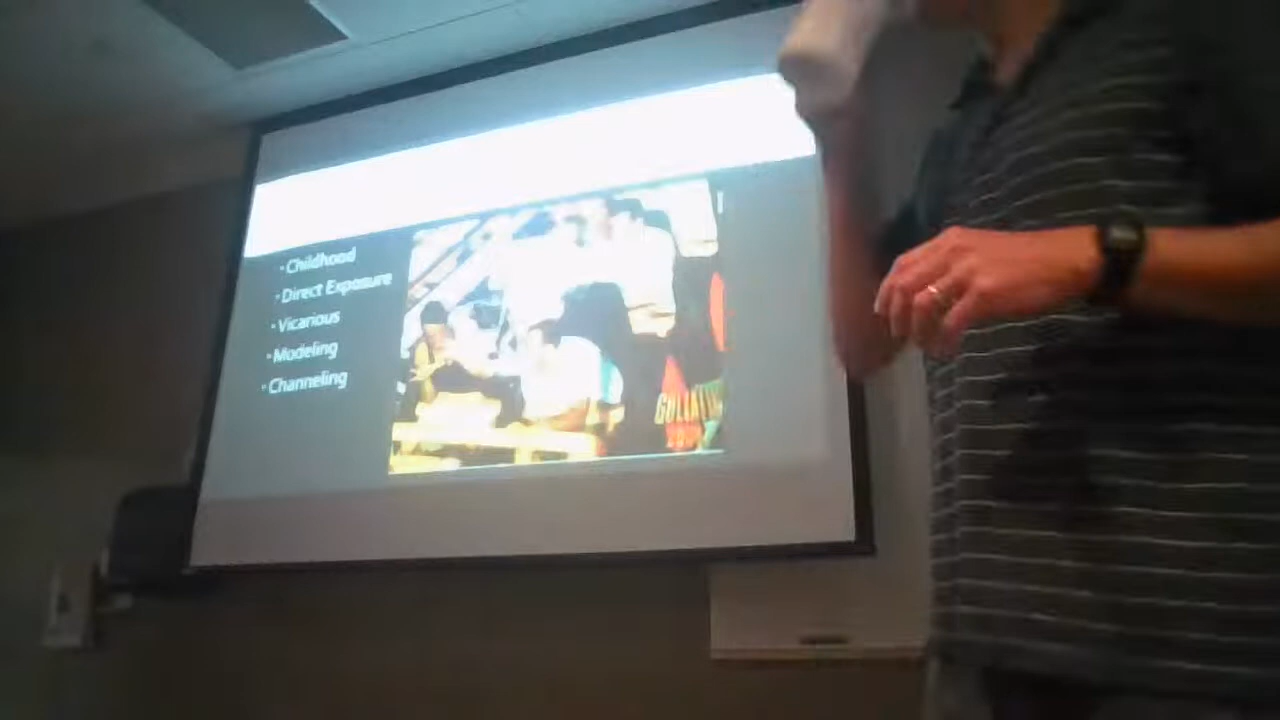 · Childhood
· Direct Exposure
· Vicarious
· Modeling
· Channeling